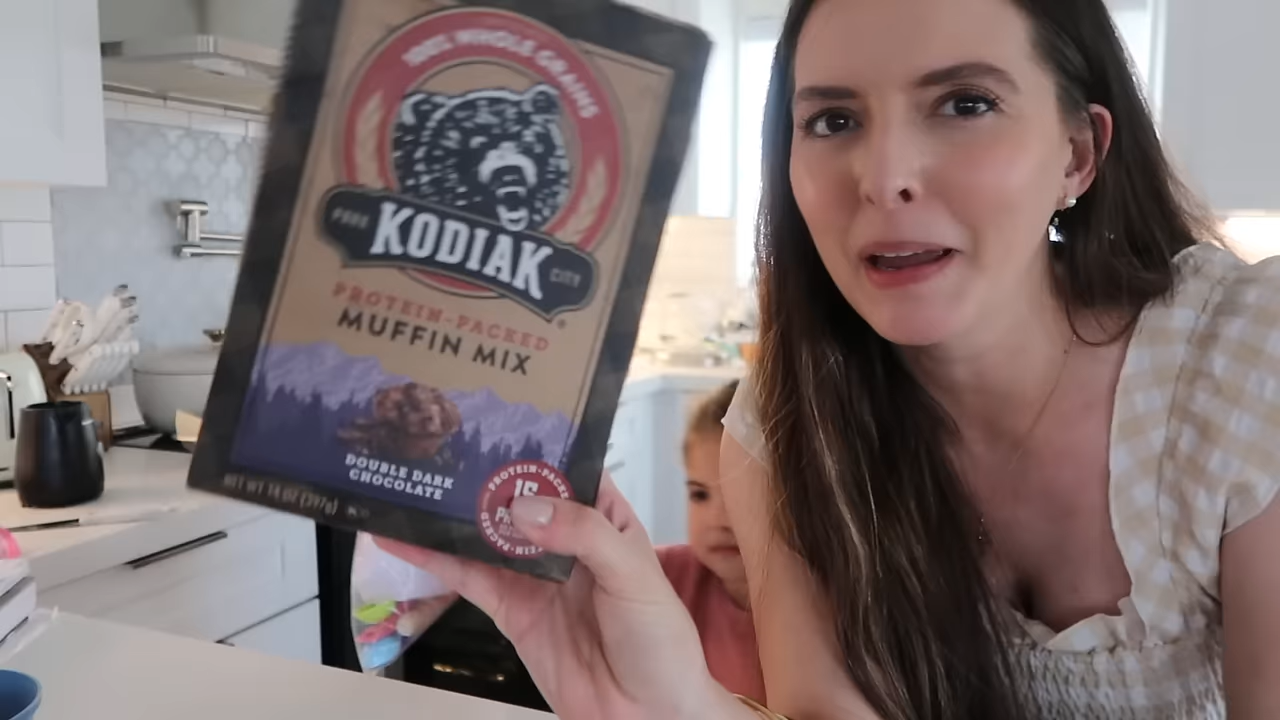 100% WHOLE GRAINS
PARK KODIAK CITY
PROTEIN-PACKED
MUFFIN MIX
DOUBLE DARK
CHOCOLATE
PROTEIN-PACKED
15
NET WT 14 OZ (397g)